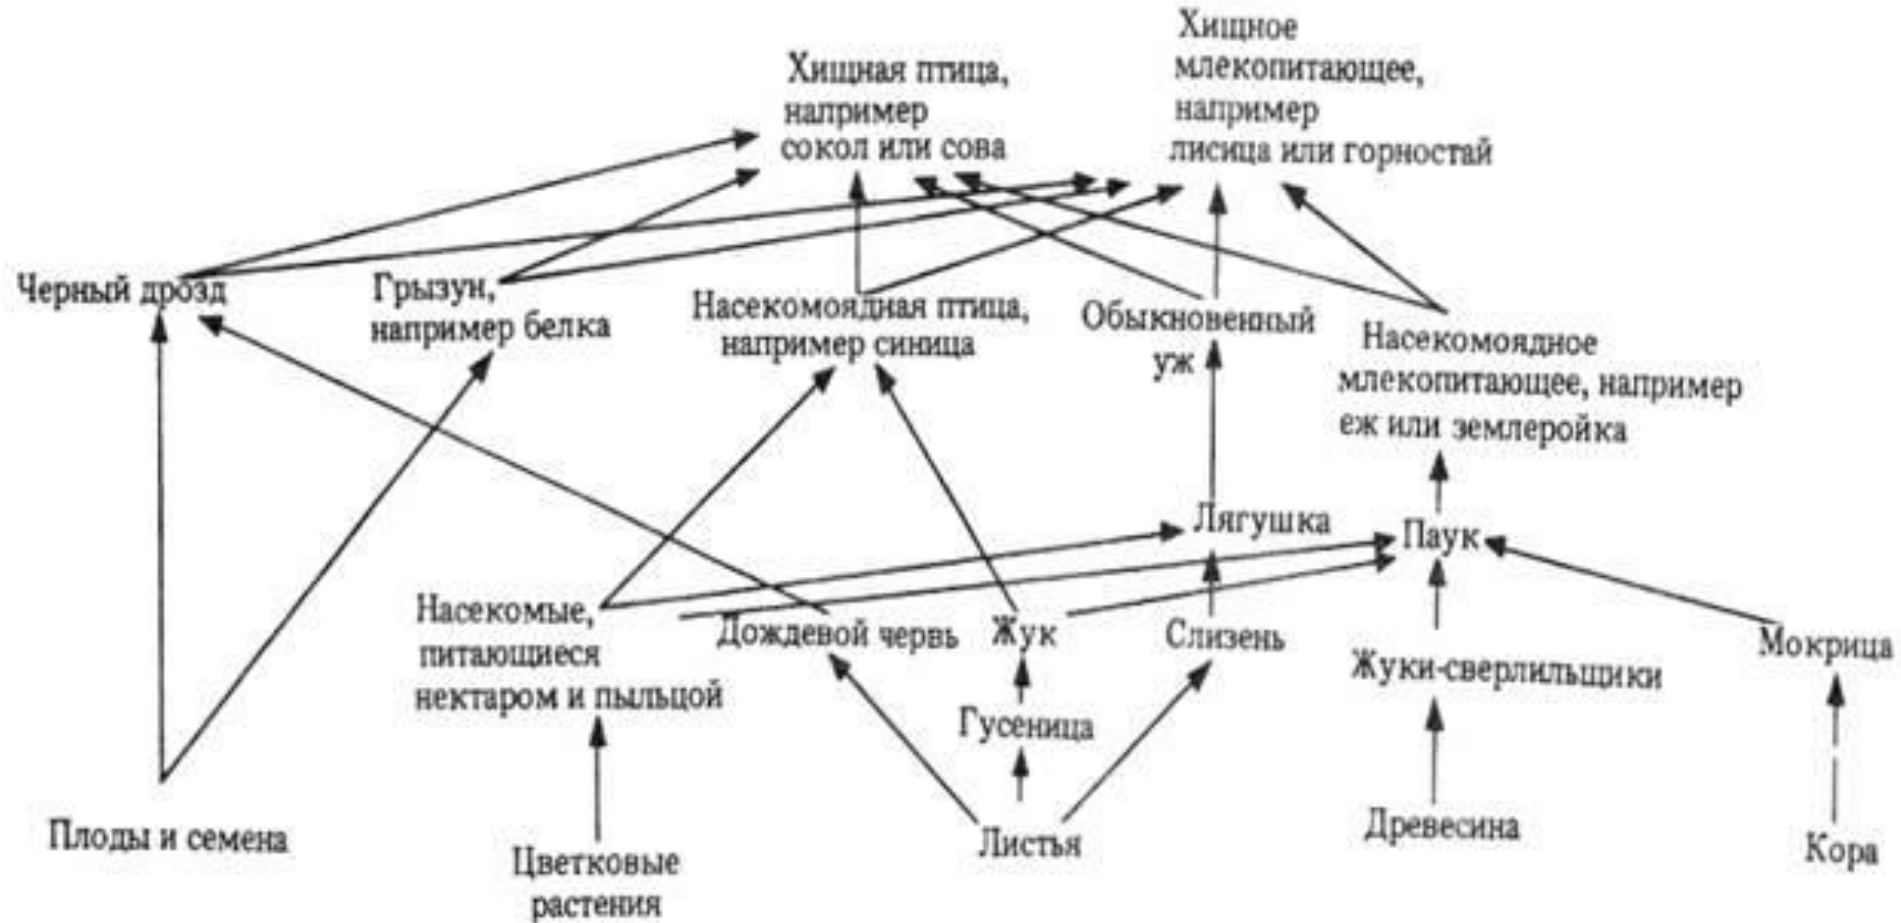 Хищное
млекопитающее,
например
лисица или горностай
Хищная птица,
например
сокол или сова
Черный дрозд
Грызун,
например белка
Насекомоядная птица,
например синица
Обыкновенный
уж
Насекомоядное
млекопитающее, например
еж или землеройка
Лягушка
Паук
Насекомые,
питающиеся
нектаром и пыльцой
Дождевой червь
Жук
Слизень
Жуки-сверлильщики
Мокрица
Гусеница
Плоды и семена
Цветковые
растения
Листья
Древесина
Кора